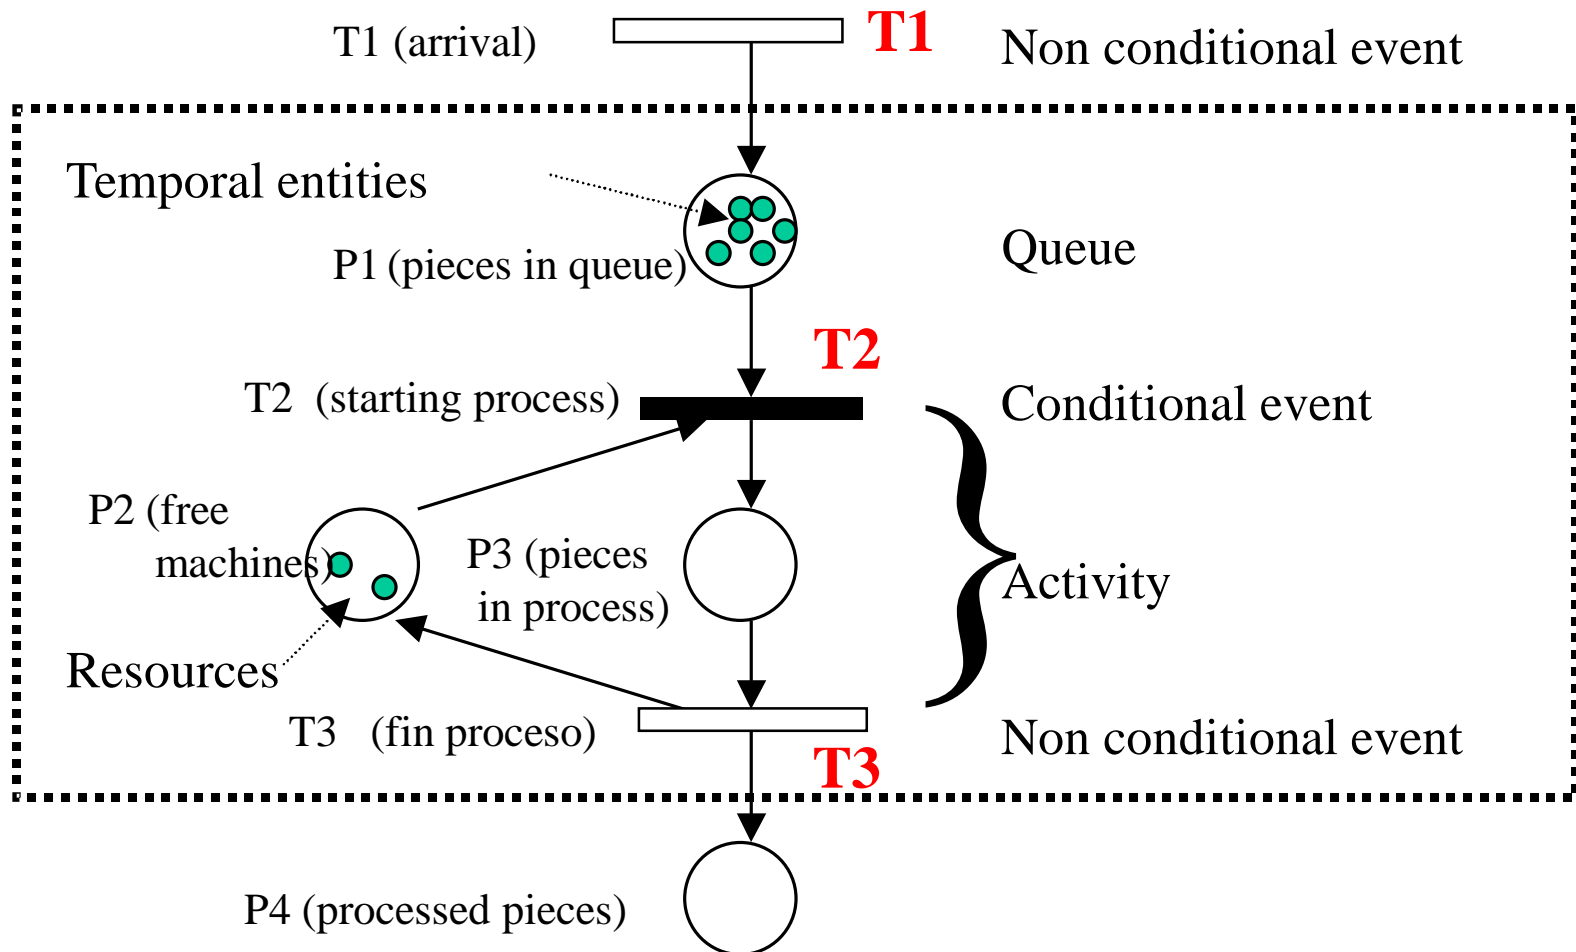 T1 (arrival)
T1
Non conditional event
Temporal entities
P1 (pieces in queue)
Queue
T2
T2 (starting process)
Conditional event
P2 (free
machines)
P3 (pieces
in process)
Activity
Resources
T3 (fin proceso)
T3
Non conditional event
P4 (processed pieces)